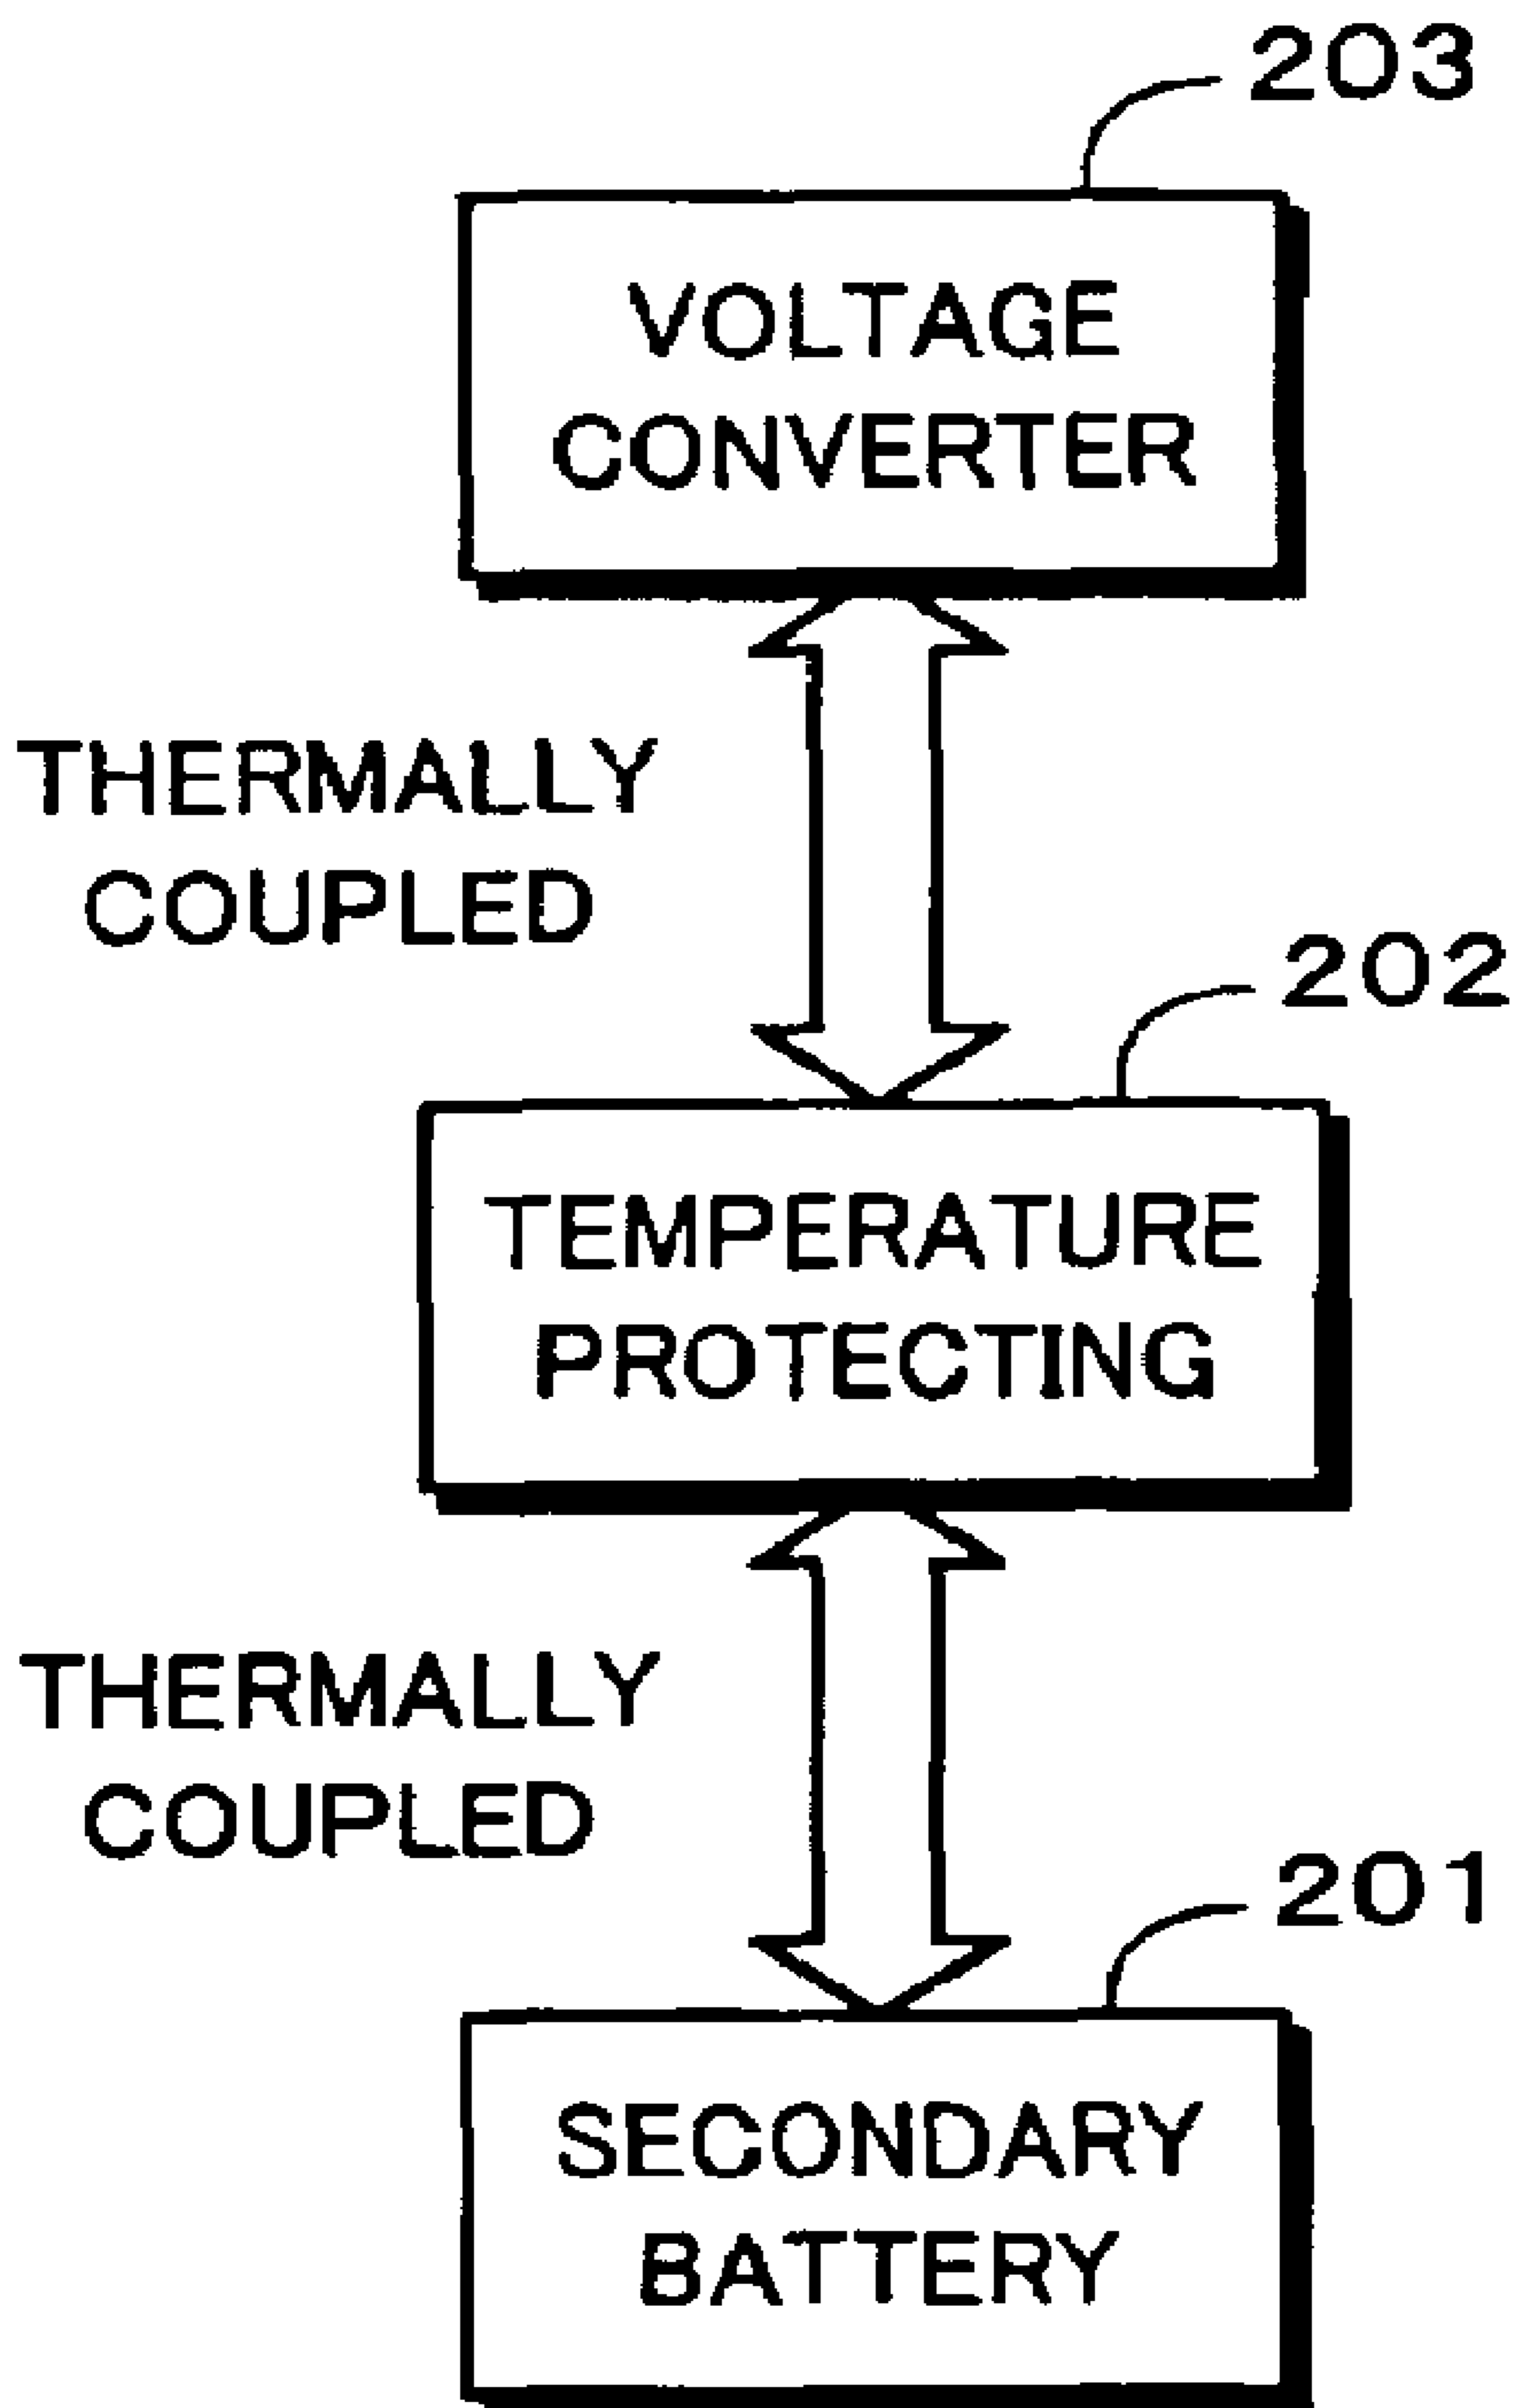 203
VOLTAGE
CONVERTER
THERMALLY
COUPLED
202
TEMPERATURE
PROTECTING
THERMALLY
COUPLED
201
SECONDARY
BATTERY